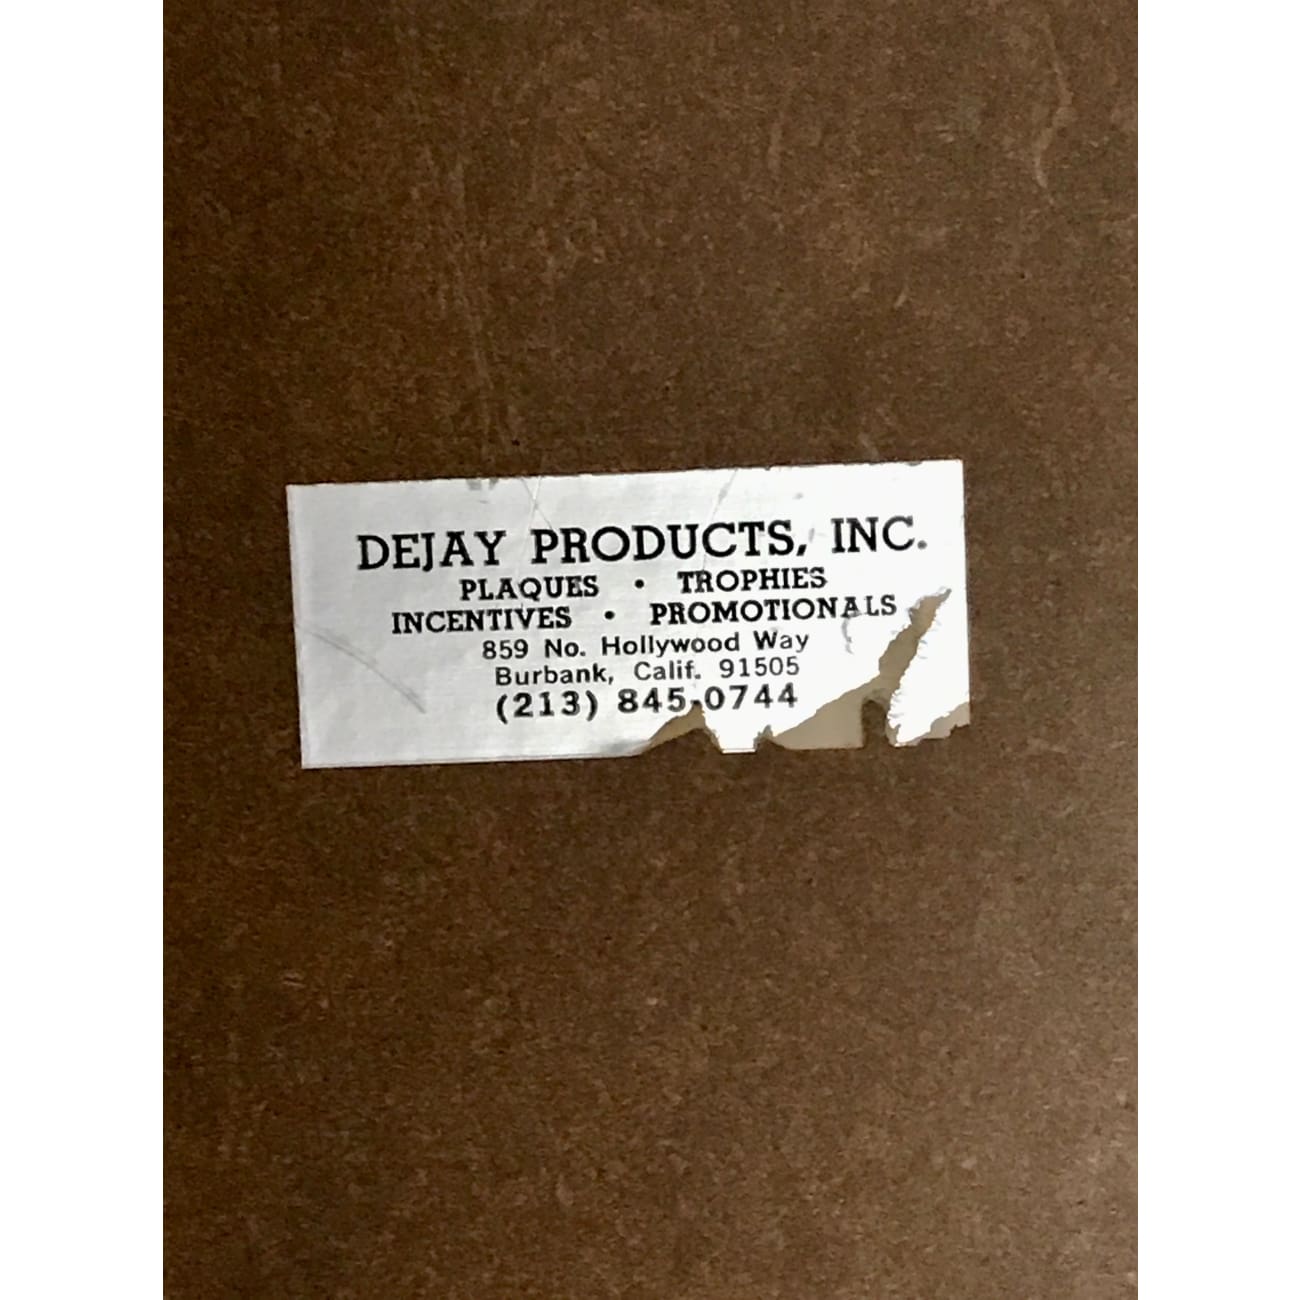 DEJAY PRODUCTS, INC.
PLAQUES • TROPHIES
INCENTIVES • PROMOTIONALS
859 No. Hollywood Way
Burbank, Calif. 91505
(213) 845-0744